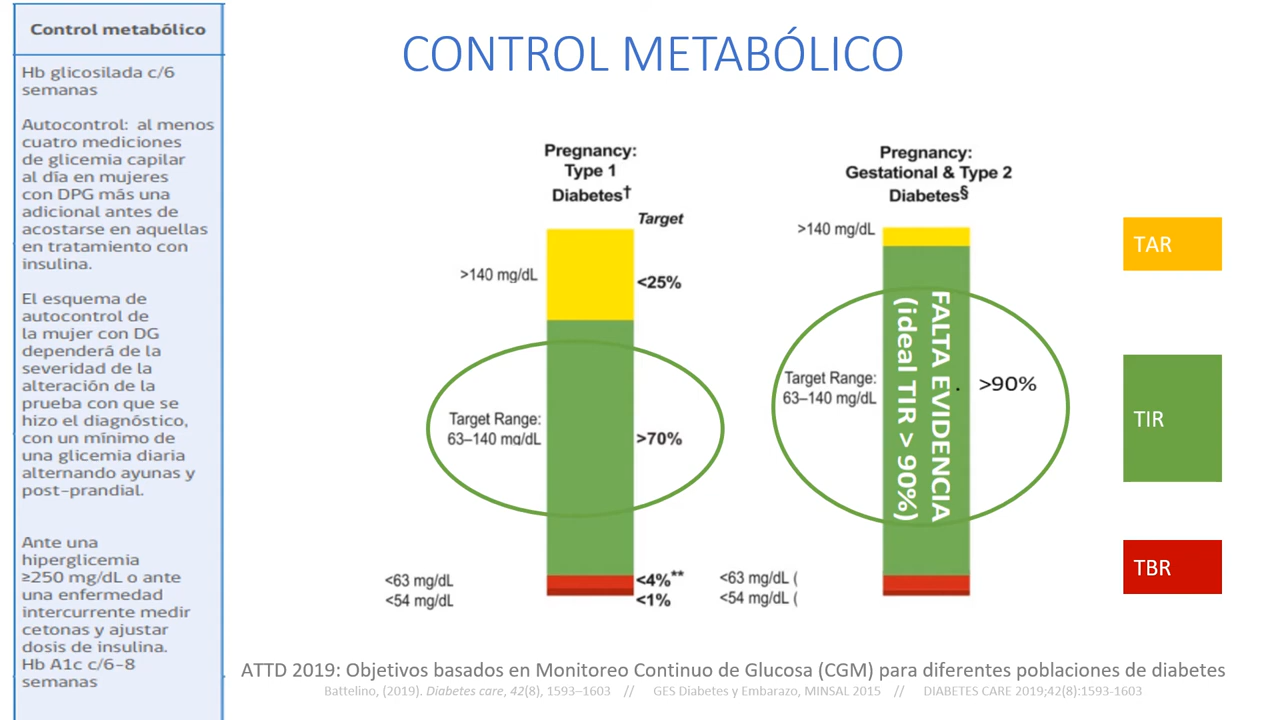 Control metabólico
Hb glicosilada c/6
semanas
Autocontrol: al menos
cuatro mediciones
de glicemia capilar
al día en mujeres
con DPG más una
adicional antes de
acostarse en aquellas
en tratamiento con
insulina.
El esquema de
autocontrol de
la mujer con DG
dependerá de la
severidad de la
alteración de la
prueba con que se
hizo el diagnóstico,
con un mínimo de
una glicemia diaria
alternando ayunas y
post-prandial.
Ante una
hiperglicemia
≥250 mg/dL o ante
una enfermedad
intercurrente medir
cetonas y ajustar
dosis de insulina.
Hb A1c c/6-8
semanas
CONTROL METABÓLICO
Pregnancy:
Type 1
Diabetes†
Target
>140 mg/dL
<25%
Target Range:
63–140 mg/dL
>70%
<63 mg/dL
<4%**
<54 mg/dL
<1%
Pregnancy:
Gestational & Type 2
Diabetes§
>140 mg/dL
Target Range:
63–140 mg/dL
FALTA EVIDENCIA
(ideal TIR > 90%)
>90%
<63 mg/dL (
<54 mg/dL (
TAR
TIR
TBR
ATTD 2019: Objetivos basados en Monitoreo Continuo de Glucosa (CGM) para diferentes poblaciones de diabetes
Battelino, (2019). Diabetes care, 42(8), 1593–1603 // GES Diabetes y Embarazo, MINSAL 2015 // DIABETES CARE 2019;42(8):1593-1603